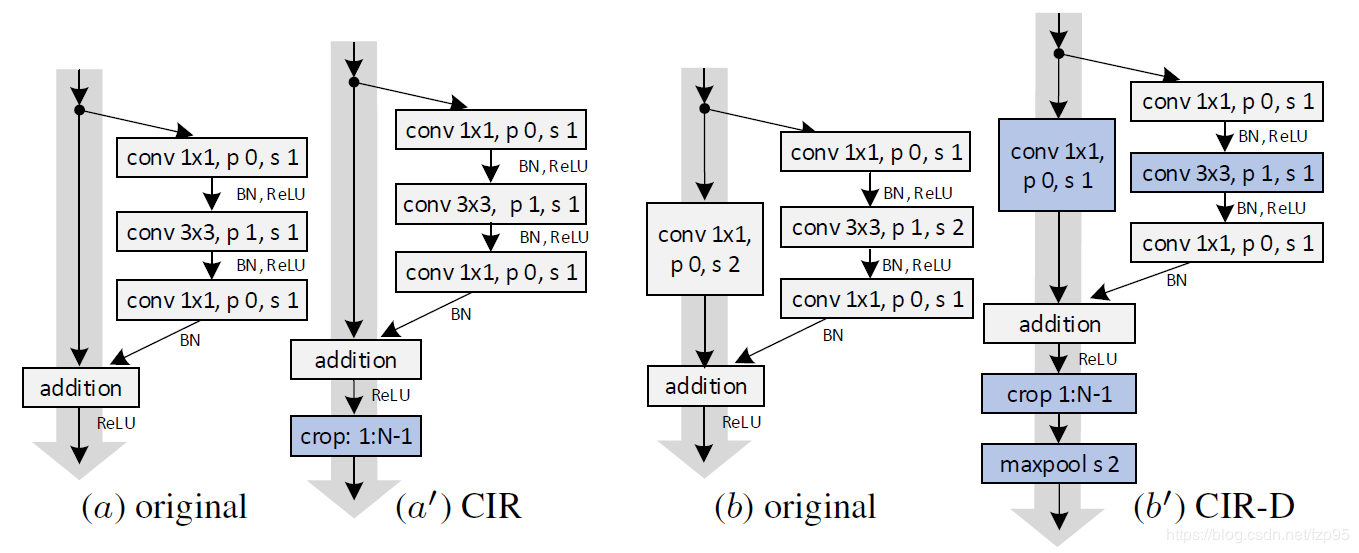 conv 1x1, p 0, s 1
BN, ReLU
conv 3x3, p 1, s 1
BN, ReLU
conv 1x1, p 0, s 1
BN
addition
ReLU
(a) original
conv 1x1, p 0, s 1
BN, ReLU
conv 3x3, p 1, s 1
BN, ReLU
conv 1x1, p 0, s 1
BN
addition
ReLU
crop: 1:N-1
(a′) CIR
conv 1x1, p 0, s 1
BN, ReLU
conv 1x1,
p 0, s 2
conv 3x3, p 1, s 2
BN, ReLU
conv 1x1, p 0, s 1
BN
addition
ReLU
(b) original
conv 1x1, p 0, s 1
BN, ReLU
conv 1x1,
p 0, s 1
conv 3x3, p 1, s 1
BN, ReLU
conv 1x1, p 0, s 1
BN
addition
ReLU
crop 1:N-1
maxpool s 2
(b′) CIR-D
https://blog.csdn.net/fzp95